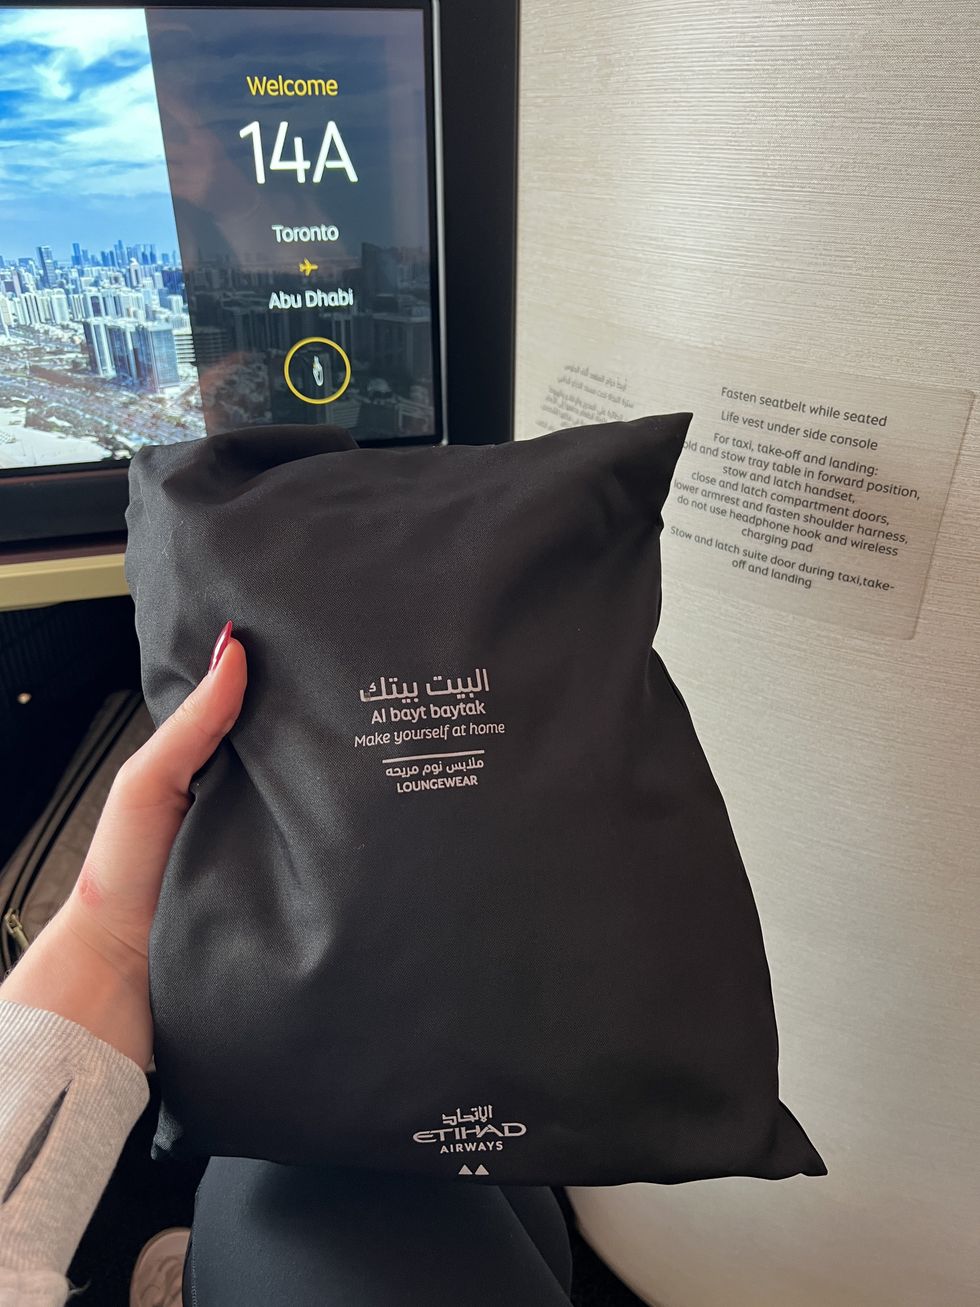 Welcome
14A
Toronto
Abu Dhabi
Fasten seatbelt while seated
Life vest under side console
For taxi, take-off and landing:
and stow tray table in forward position,
stow and latch handset,
close and latch compartment doors,
lower armrest and fasten shoulder harness,
do not use headphone hook and wireless
charging pad
Stow and latch suite door during taxi,take-
off and landing
البيت بيتك
Al bayt baytak
Make yourself at home
ملابس نوم مريحه
LOUNGEWEAR
الإتحاد
ETIHAD
AIRWAYS